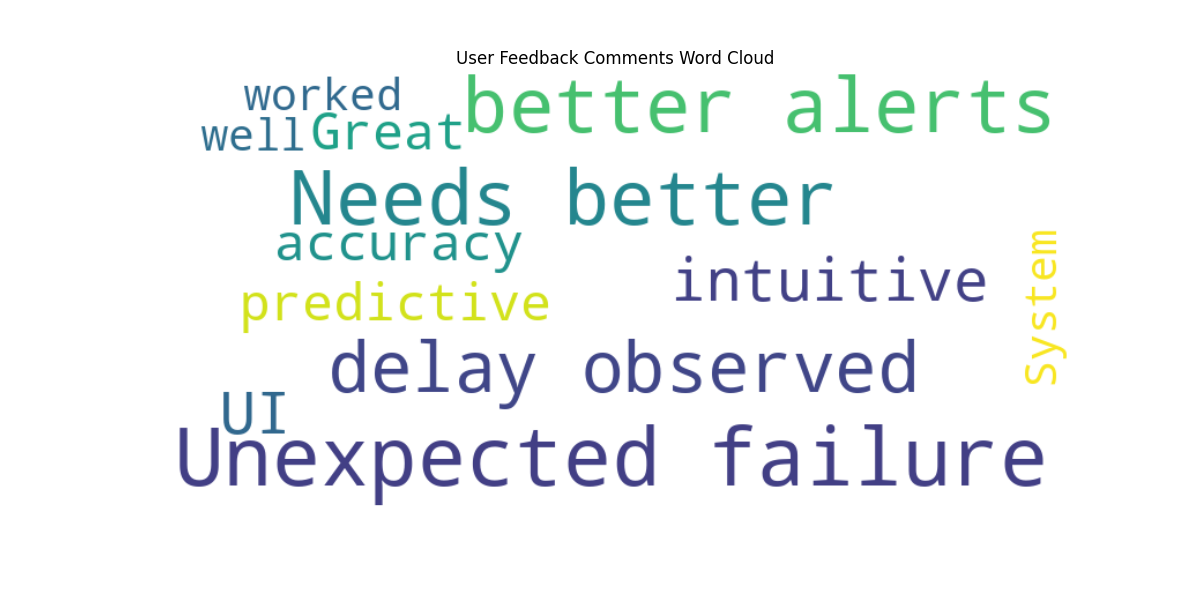 User Feedback Comments Word Cloud
worked
better alerts
well
Great
Needs better
accuracy
intuitive
System
predictive
delay observed
UI
Unexpected failure